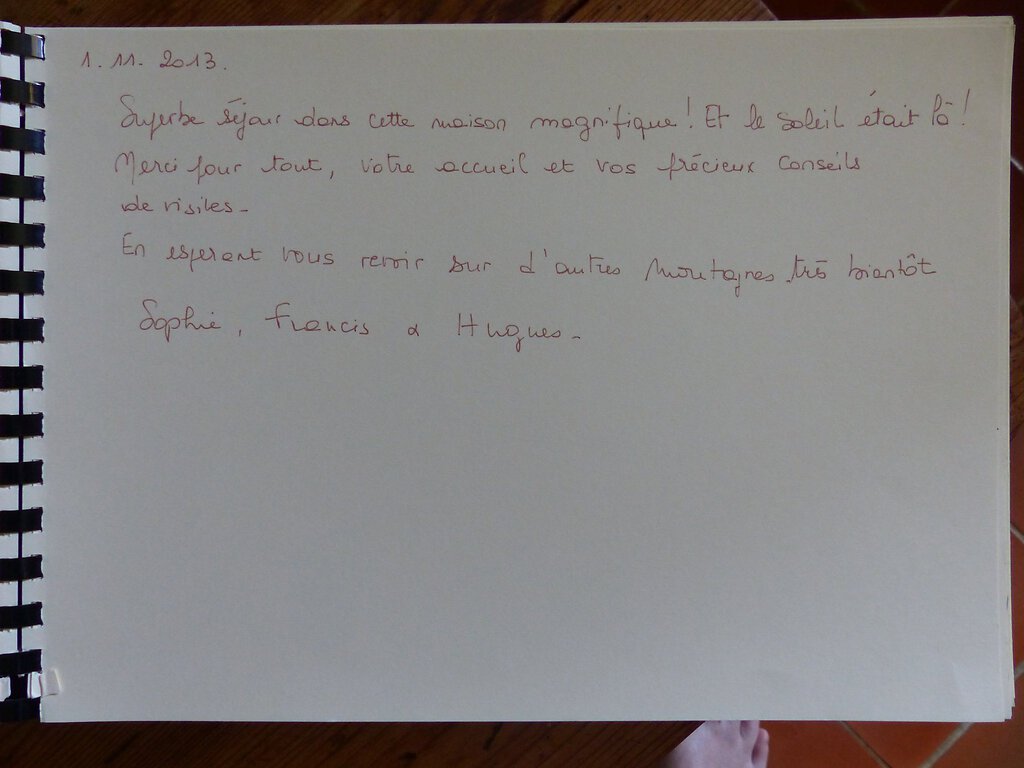 1. 11. 2013.
Superbe séjour dans cette maison magnifique ! Et le soleil était là !
Merci pour tout, votre accueil et vos précieux conseils
de visites -
En esperant vous revoir sur d'autres montagnes très bientôt
Sophie, Francis & Hugues -